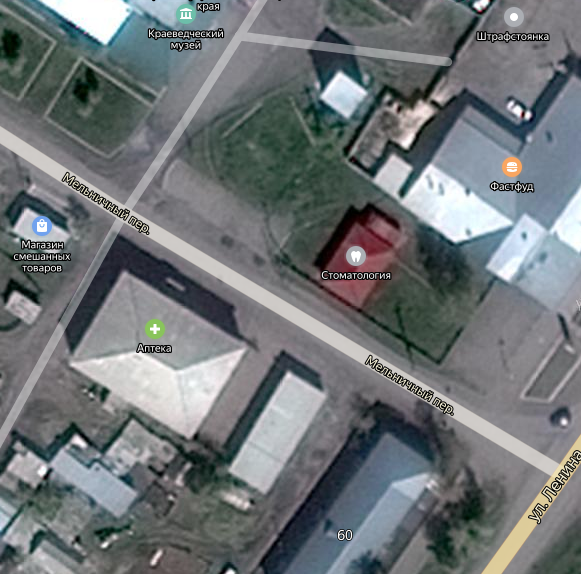 края
Краеведческий
музей
Штрафстоянка
Фастфуд
Мельничный пер.
Магазин
смешанных
товаров
Стоматология
Аптека
Мельничный пер.
ул. Ленина
60